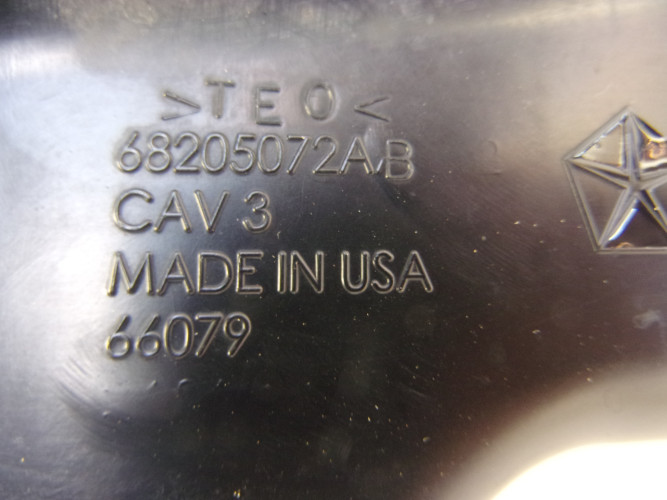 >TEO<
68205072AB
CAV 3
MADE IN USA
66079